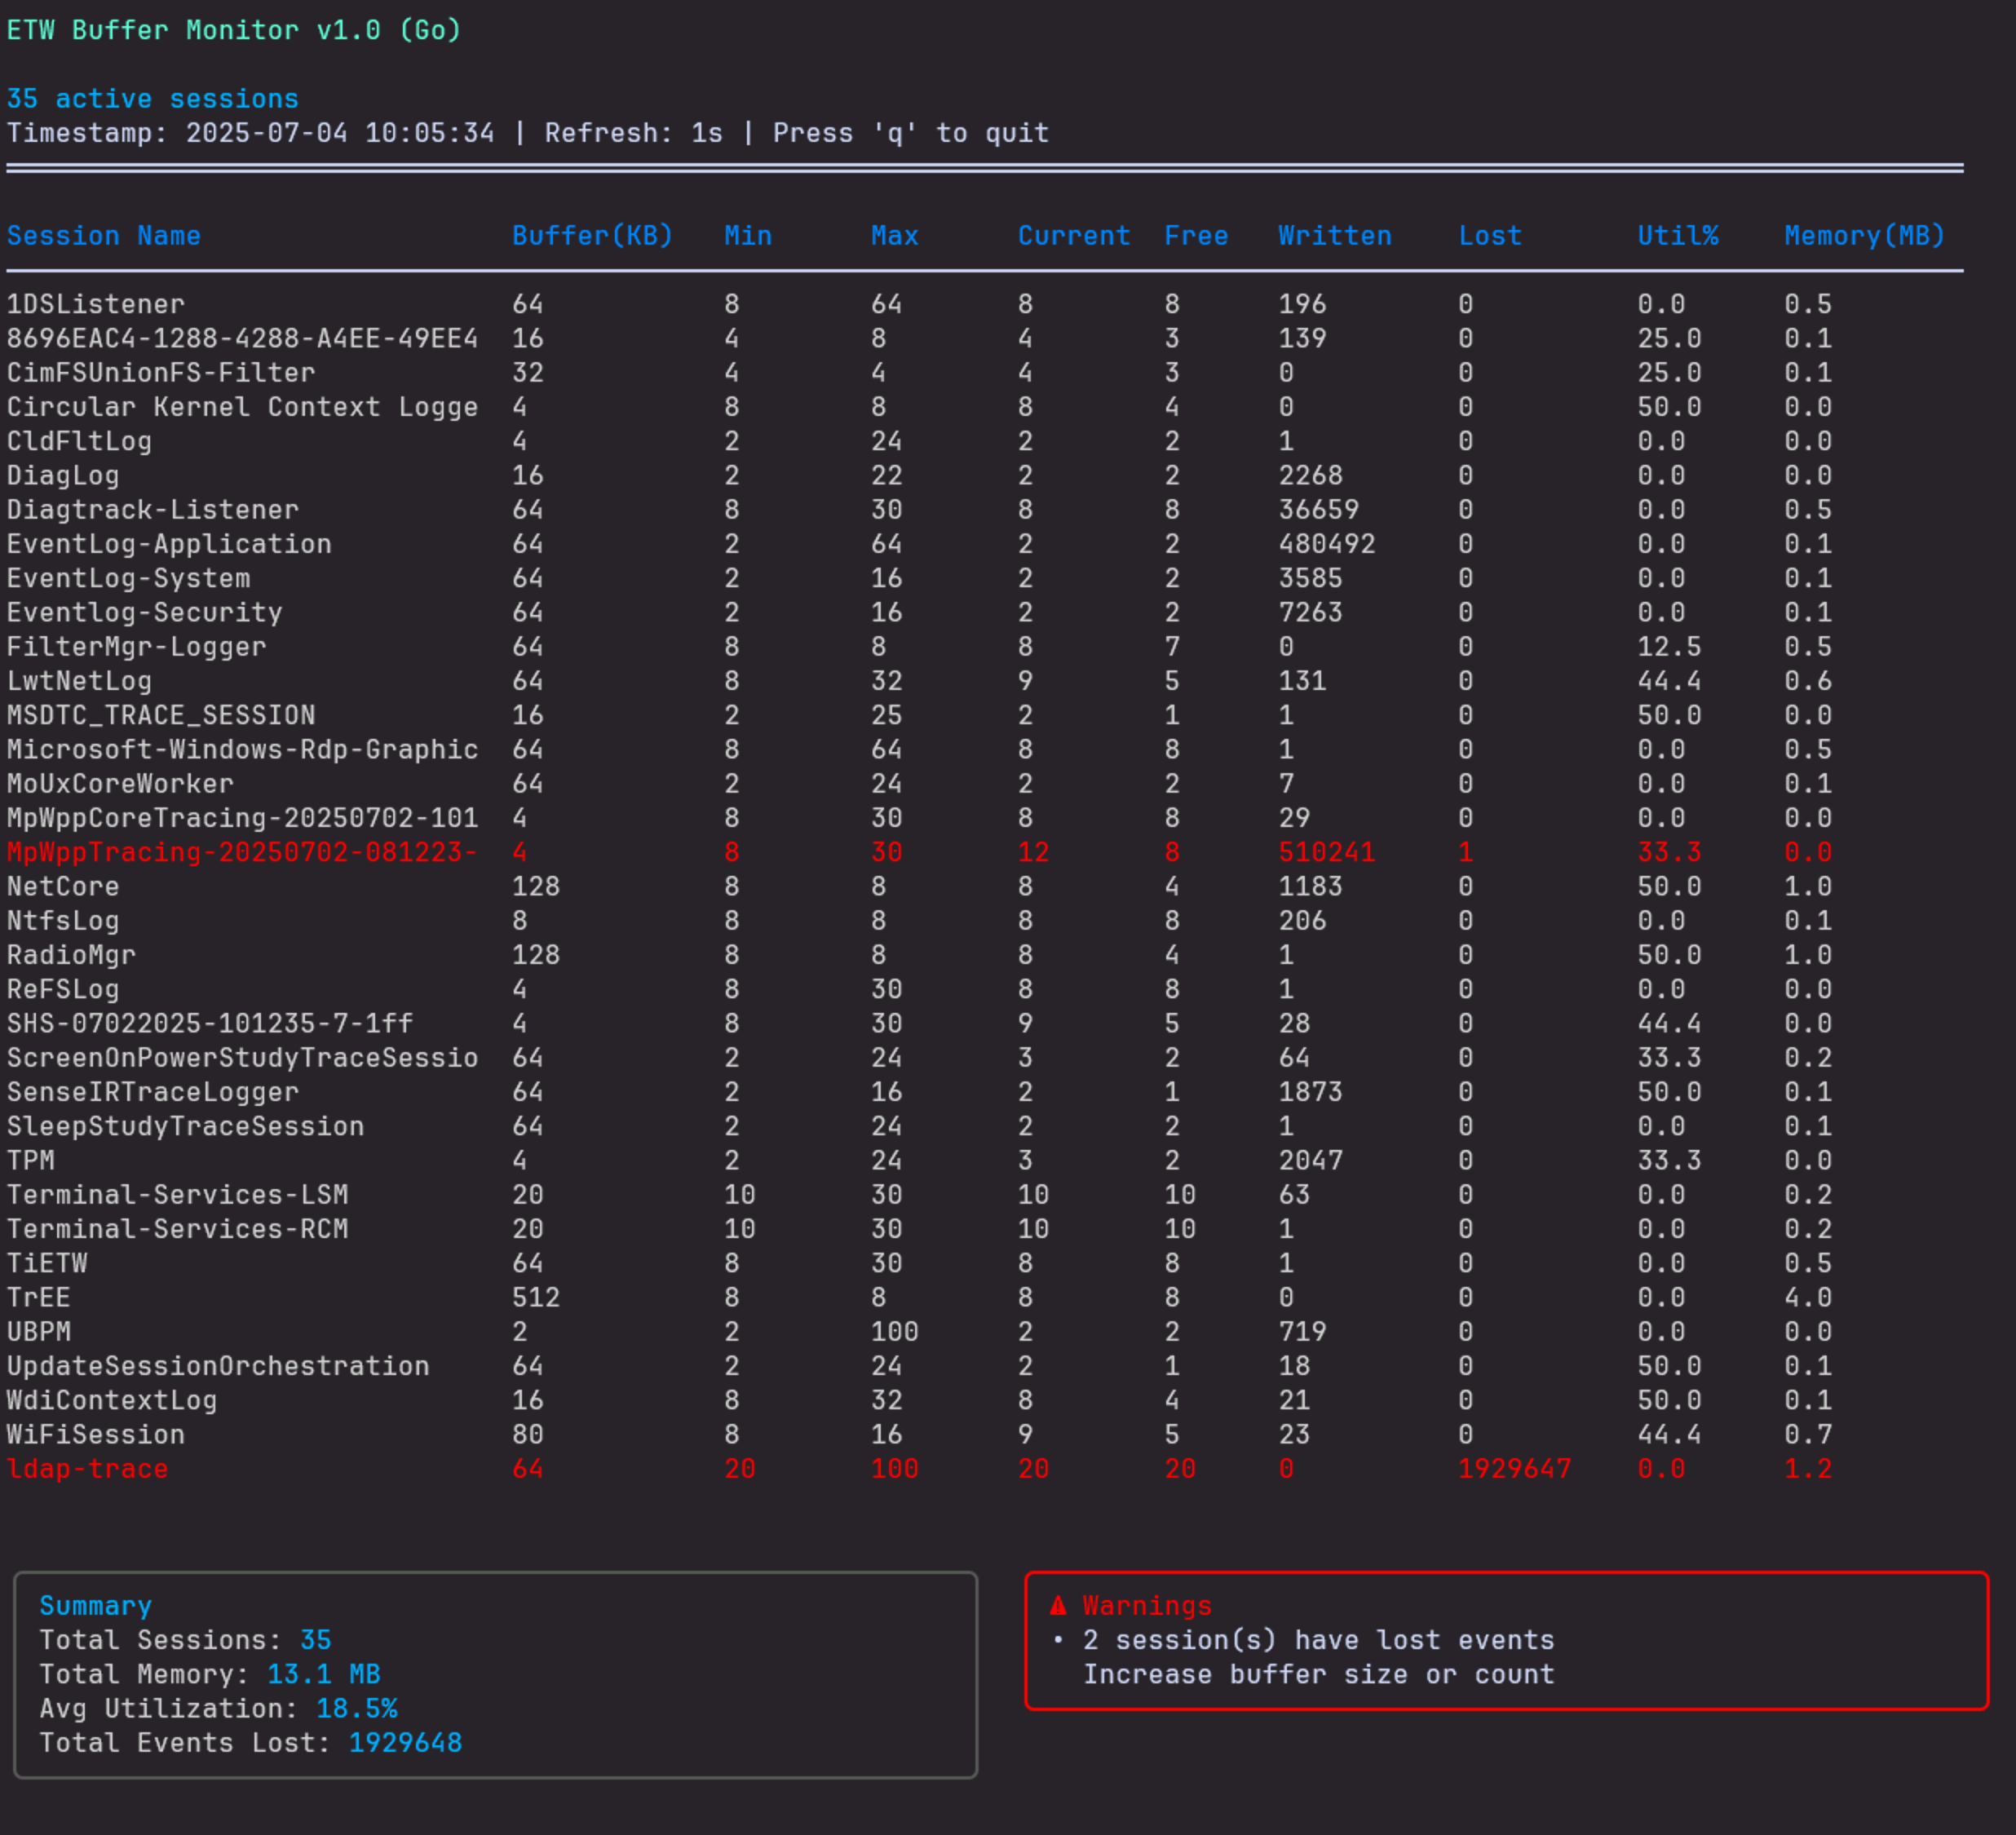 ETW Buffer Monitor v1.0 (Go)
35 active sessions
Timestamp: 2025-07-04 10:05:34 | Refresh: 1s | Press 'q' to quit
Session Name Buffer(KB) Min Max Current Free Written Lost Util% Memory(MB)
1DSListener 64 8 64 8 8 196 0 0.0 0.5
8696EAC4-1288-4288-A4EE-49EE4 16 4 8 4 3 139 0 25.0 0.1
CimFSUnionFS-Filter 32 4 4 4 3 0 0 25.0 0.1
Circular Kernel Context Logge 4 8 8 8 4 0 0 50.0 0.0
CldFltLog 4 2 24 2 2 1 0 0.0 0.0
DiagLog 16 2 22 2 2 2268 0 0.0 0.0
Diagtrack-Listener 64 8 30 8 8 36659 0 0.0 0.5
EventLog-Application 64 2 64 2 2 480492 0 0.0 0.1
EventLog-System 64 2 16 2 2 3585 0 0.0 0.1
Eventlog-Security 64 2 16 2 2 7263 0 0.0 0.1
FilterMgr-Logger 64 8 8 8 7 0 0 12.5 0.5
LwtNetLog 64 8 32 9 5 131 0 44.4 0.6
MSDTC_TRACE_SESSION 16 2 25 2 1 1 0 50.0 0.0
Microsoft-Windows-Rdp-Graphic 64 8 64 8 8 1 0 0.0 0.5
MoUxCoreWorker 64 2 24 2 2 7 0 0.0 0.1
MpWppCoreTracing-20250702-101 4 8 30 8 8 29 0 0.0 0.0
MpWppTracing-20250702-081223- 4 8 30 12 8 510241 1 33.3 0.0
NetCore 128 8 8 8 4 1183 0 50.0 1.0
NtfsLog 8 8 8 8 8 206 0 0.0 0.1
RadioMgr 128 8 8 8 4 1 0 50.0 1.0
ReFSLog 4 8 30 8 8 1 0 0.0 0.0
SHS-07022025-101235-7-1ff 4 8 30 9 5 28 0 44.4 0.0
ScreenOnPowerStudyTraceSessio 64 2 24 3 2 64 0 33.3 0.2
SenseIRTraceLogger 64 2 16 2 1 1873 0 50.0 0.1
SleepStudyTraceSession 64 2 24 2 2 1 0 0.0 0.1
TPM 4 2 24 3 2 2047 0 33.3 0.0
Terminal-Services-LSM 20 10 30 10 10 63 0 0.0 0.2
Terminal-Services-RCM 20 10 30 10 10 1 0 0.0 0.2
TiETW 64 8 30 8 8 1 0 0.0 0.5
TrEE 512 8 8 8 8 0 0 0.0 4.0
UBPM 2 2 100 2 2 719 0 0.0 0.0
UpdateSessionOrchestration 64 2 24 2 1 18 0 50.0 0.1
WdiContextLog 16 8 32 8 4 21 0 50.0 0.1
WiFiSession 80 8 16 9 5 23 0 44.4 0.7
ldap-trace 64 20 100 20 20 0 1929647 0.0 1.2
Summary
Total Sessions: 35
Total Memory: 13.1 MB
Avg Utilization: 18.5%
Total Events Lost: 1929648
⚠ Warnings
• 2 session(s) have lost events
Increase buffer size or count